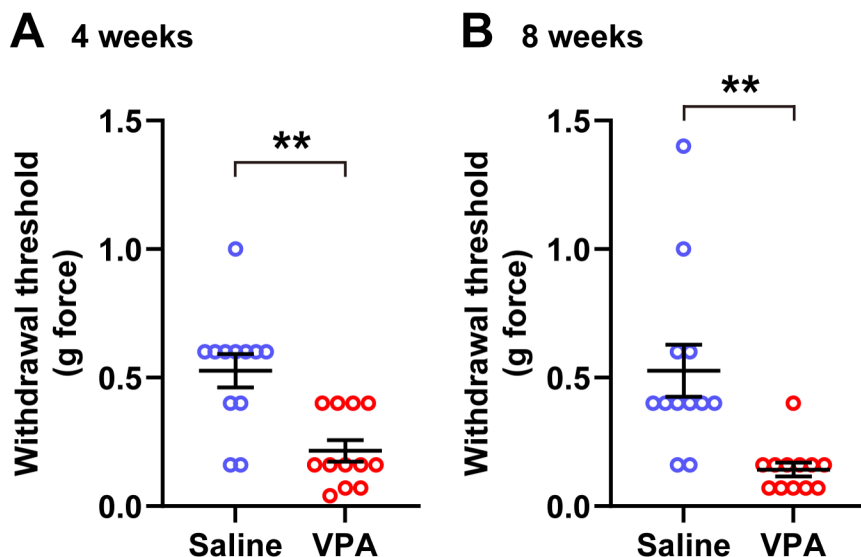 A 4 weeks
Withdrawal threshold
(g force)
1.5
1.0
0.5
0.0
**
Saline VPA
B 8 weeks
Withdrawal threshold
(g force)
1.5
1.0
0.5
0.0
**
Saline VPA